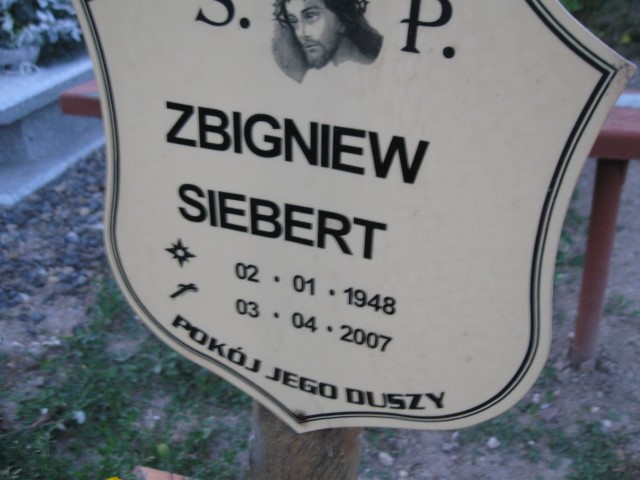 S. P.
ZBIGNIEW
SIEBERT
02 · 01 · 1948
03 · 04 · 2007
POKÓJ JEGO DUSZY